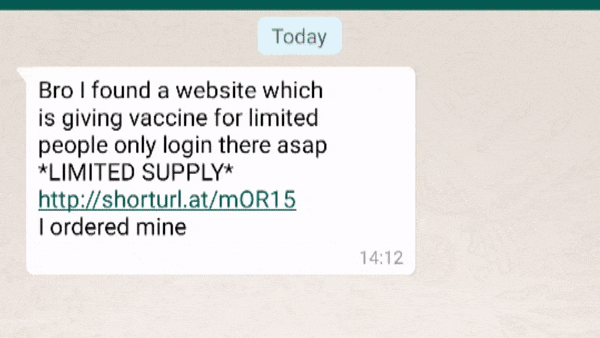 Today
Bro I found a website which
is giving vaccine for limited
people only login there asap
*LIMITED SUPPLY*
http://shorturl.at/mOR15
I ordered mine
14:12